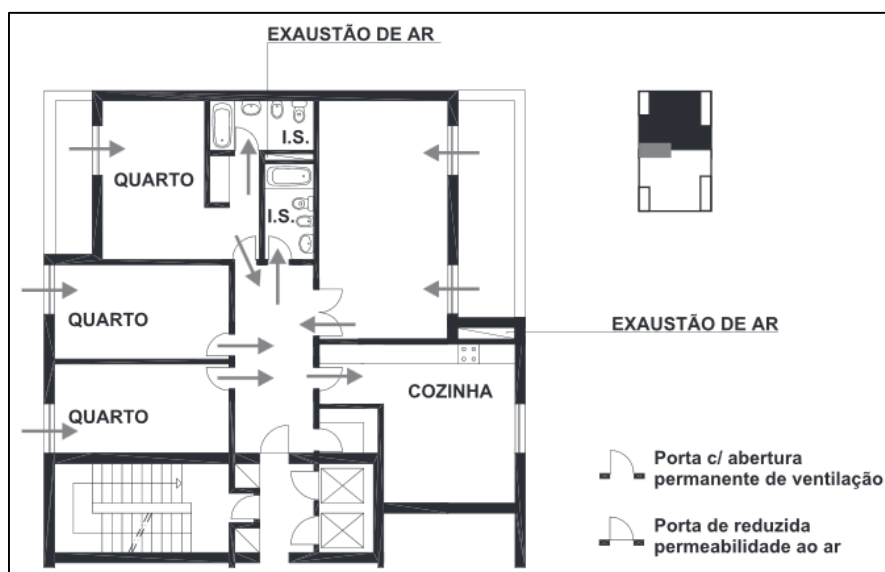 EXAUSTÃO DE AR
I.S.
QUARTO
I.S.
QUARTO
EXAUSTÃO DE AR
COZINHA
QUARTO
Porta c/ abertura
permanente de ventilação
Porta de reduzida
permeabilidade ao ar